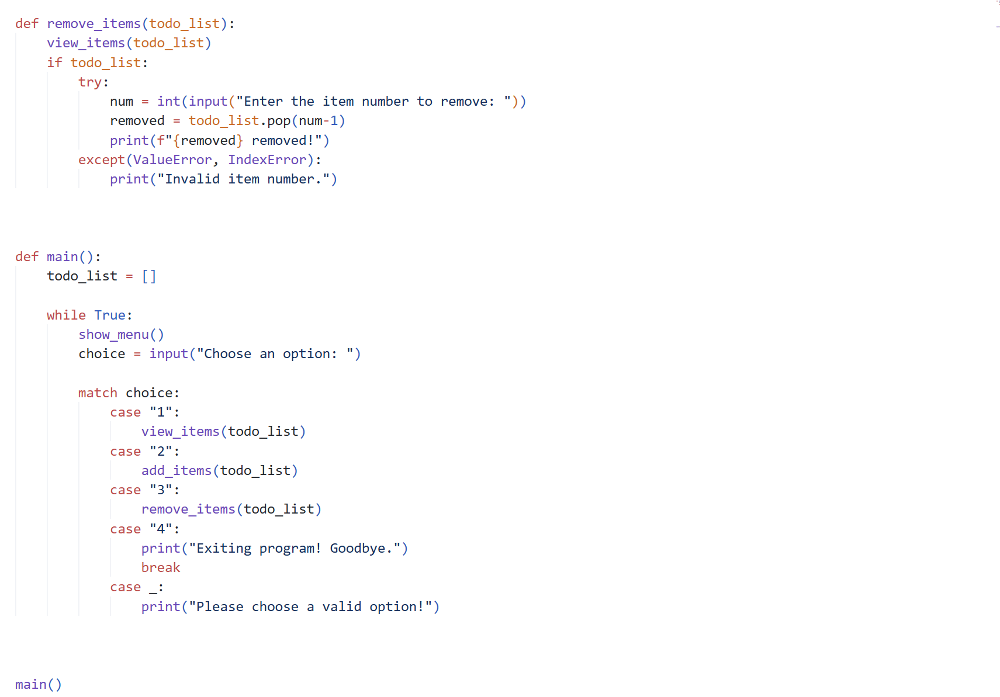 def remove_items(todo_list):
    view_items(todo_list)
    if todo_list:
        try:
            num = int(input("Enter the item number to remove: "))
            removed = todo_list.pop(num-1)
            print(f"{removed} removed!")
        except(ValueError, IndexError):
            print("Invalid item number.")
def main():
    todo_list = []
    while True:
        show_menu()
        choice = input("Choose an option: ")
        match choice:
            case "1":
                view_items(todo_list)
            case "2":
                add_items(todo_list)
            case "3":
                remove_items(todo_list)
            case "4":
                print("Exiting program! Goodbye.")
                break
            case _:
                print("Please choose a valid option!")
main()